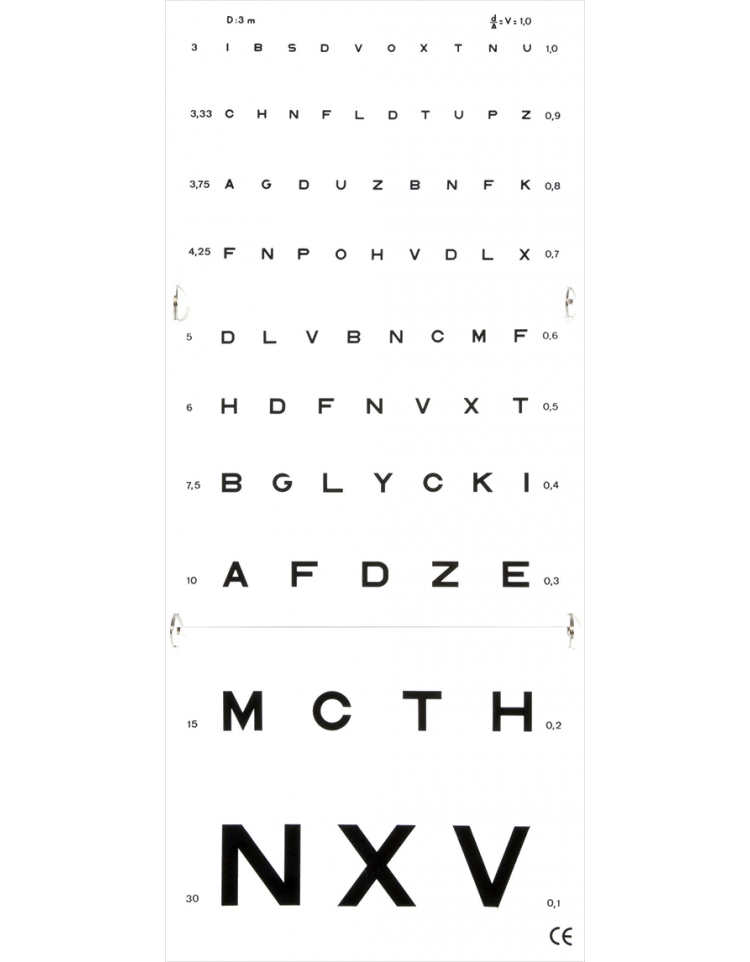 D:3 m d/A = V = 1,0
3 I B S D V O X T N U 1,0
3,33 C H N F L D T U P Z 0,9
3,75 A G D U Z B N F K 0,8
4,25 F N P O H V D L X 0,7
5 D L V B N C M F 0,6
6 H D F N V X T 0,5
7,5 B G L Y C K I 0,4
10 A F D Z E 0,3
15 M C T H 0,2
30 N X V 0,1
CE